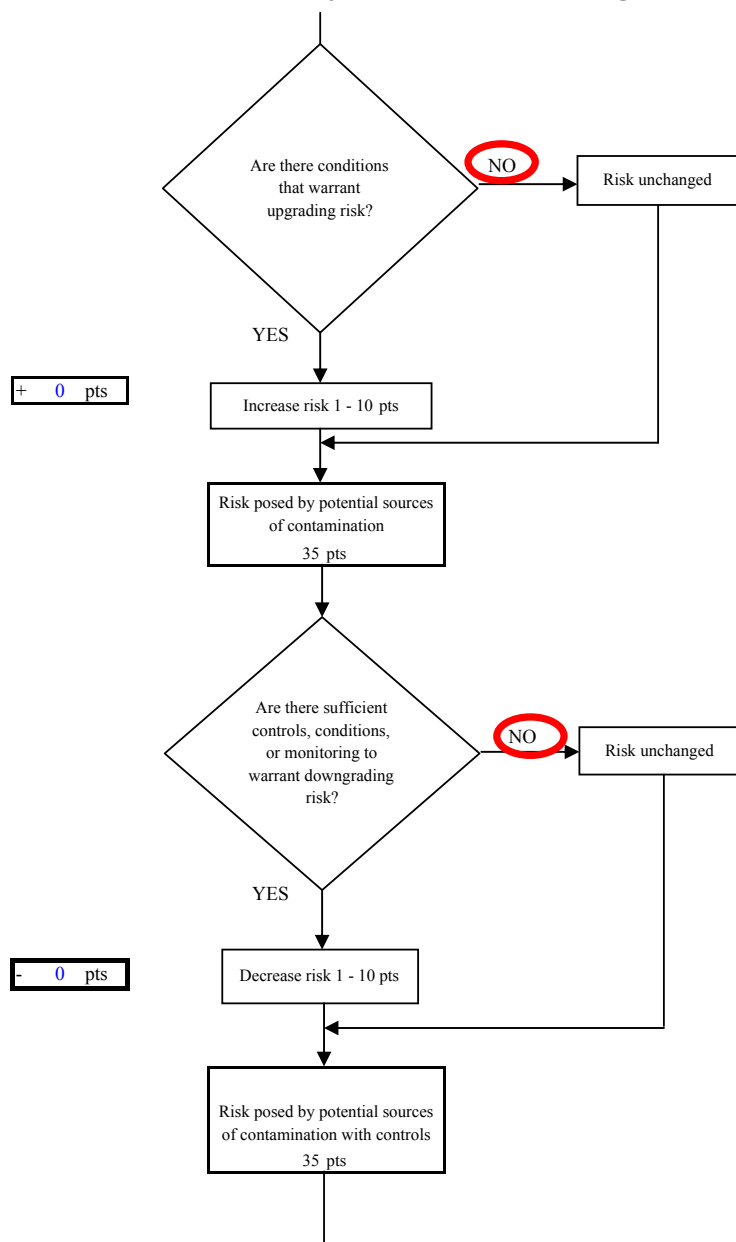 Are there conditions
that warrant
upgrading risk?
NO
Risk unchanged
YES
+ 0 pts
Increase risk 1 - 10 pts
Risk posed by potential sources
of contamination
35 pts
Are there sufficient
controls, conditions,
or monitoring to
warrant downgrading
risk?
NO
Risk unchanged
YES
- 0 pts
Decrease risk 1 - 10 pts
Risk posed by potential sources
of contamination with controls
35 pts